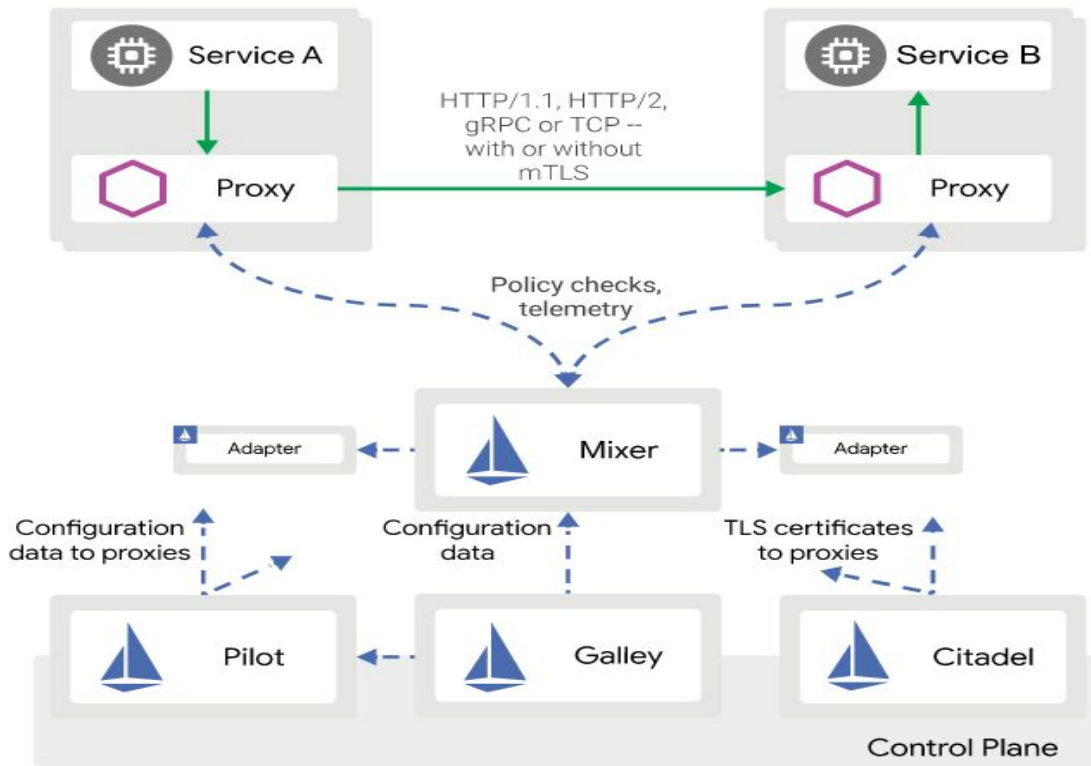 Service A
Service B
HTTP/1.1, HTTP/2,
gRPC or TCP --
with or without
mTLS
Proxy
Proxy
Policy checks,
telemetry
Adapter
Mixer
Adapter
Configuration
data to proxies
Configuration
data
TLS certificates
to proxies
Pilot
Galley
Citadel
Control Plane